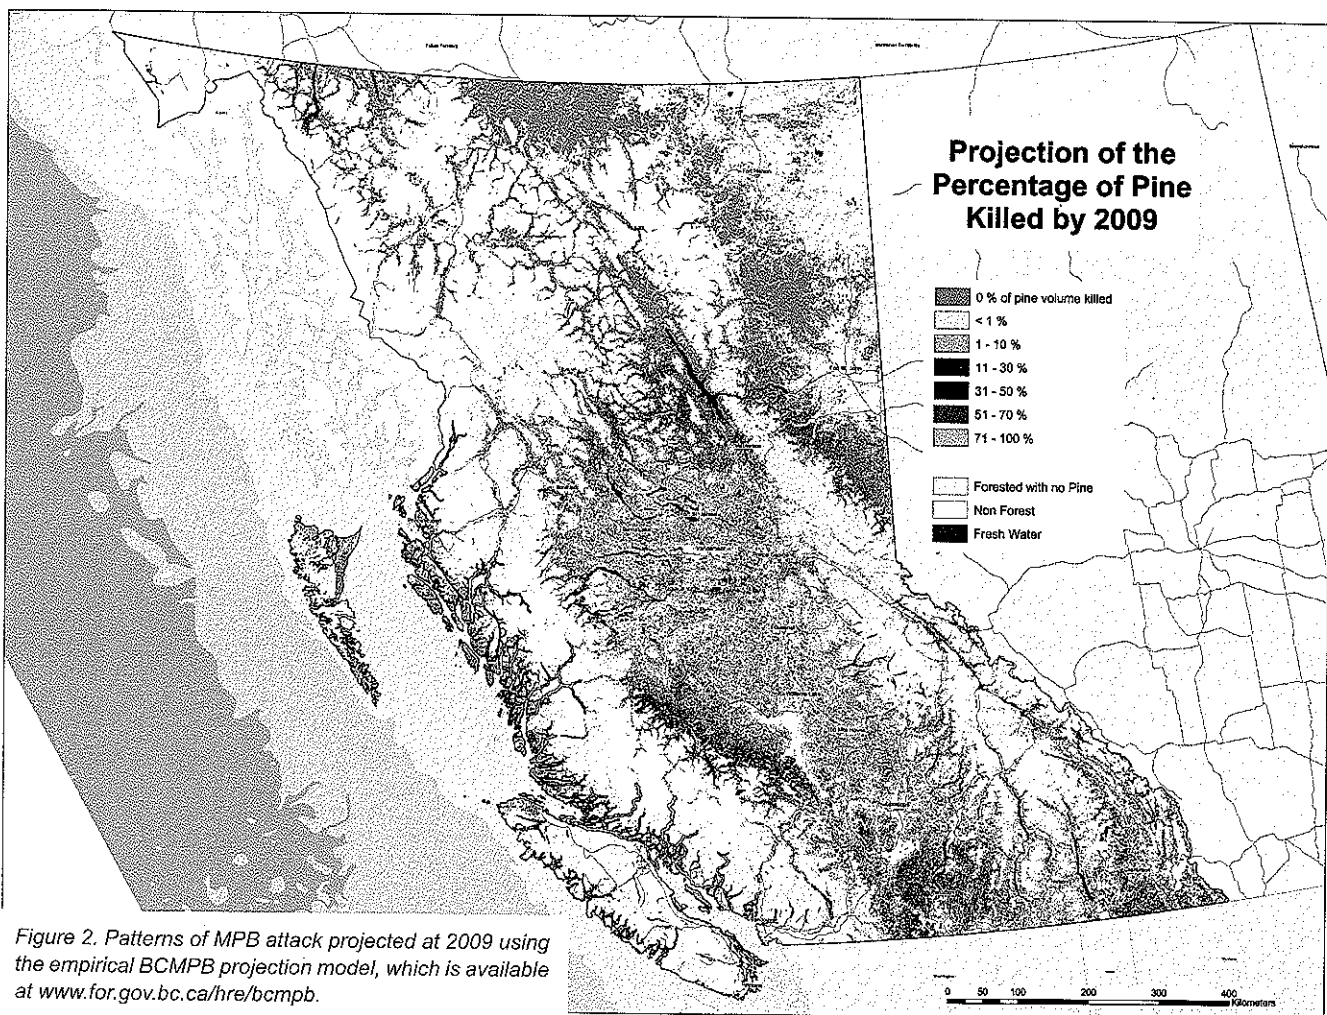 Projection of the
Percentage of Pine
Killed by 2009
0 % of pine volume killed
< 1 %
1 - 10 %
11 - 30 %
31 - 50 %
51 - 70 %
71 - 100 %
Forested with no Pine
Non Forest
Fresh Water
Figure 2. Patterns of MPB attack projected at 2009 using
the empirical BCMPB projection model, which is available
at www.for.gov.bc.ca/hre/bcmpb.
0 50 100 200 300 400
Kilometers